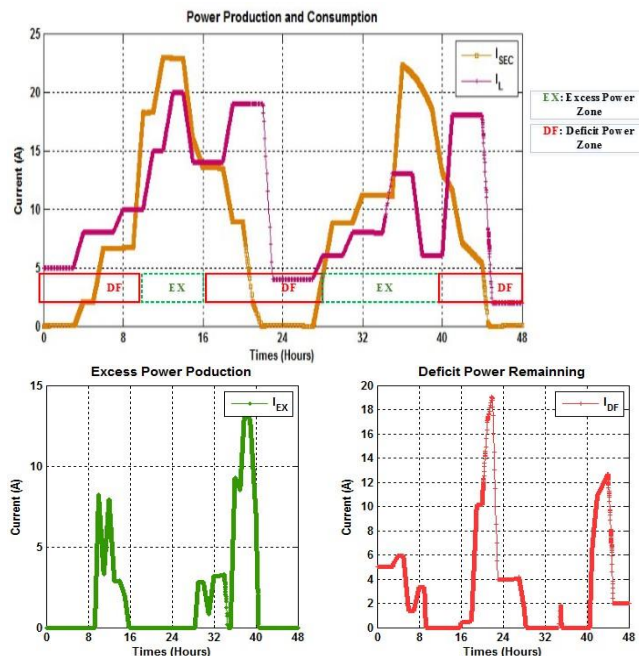 Power Production and Consumption
25
20
15
10
5
0
Current (A)
I_SEC
I_L
DF
EX
DF
EX
DF
0 8 16 24 32 40 48
Times (Hours)
EX: Excess Power
Zone
DF: Deficit Power
Zone
Excess Power Poduction
15
10
5
0
Current (A)
I_EX
0 8 16 24 32 40 48
Times (Hours)
Deficit Power Remainning
20
18
16
14
12
10
8
6
4
2
0
Current (A)
I_DF
0 8 16 24 32 40 48
Times (Hours)